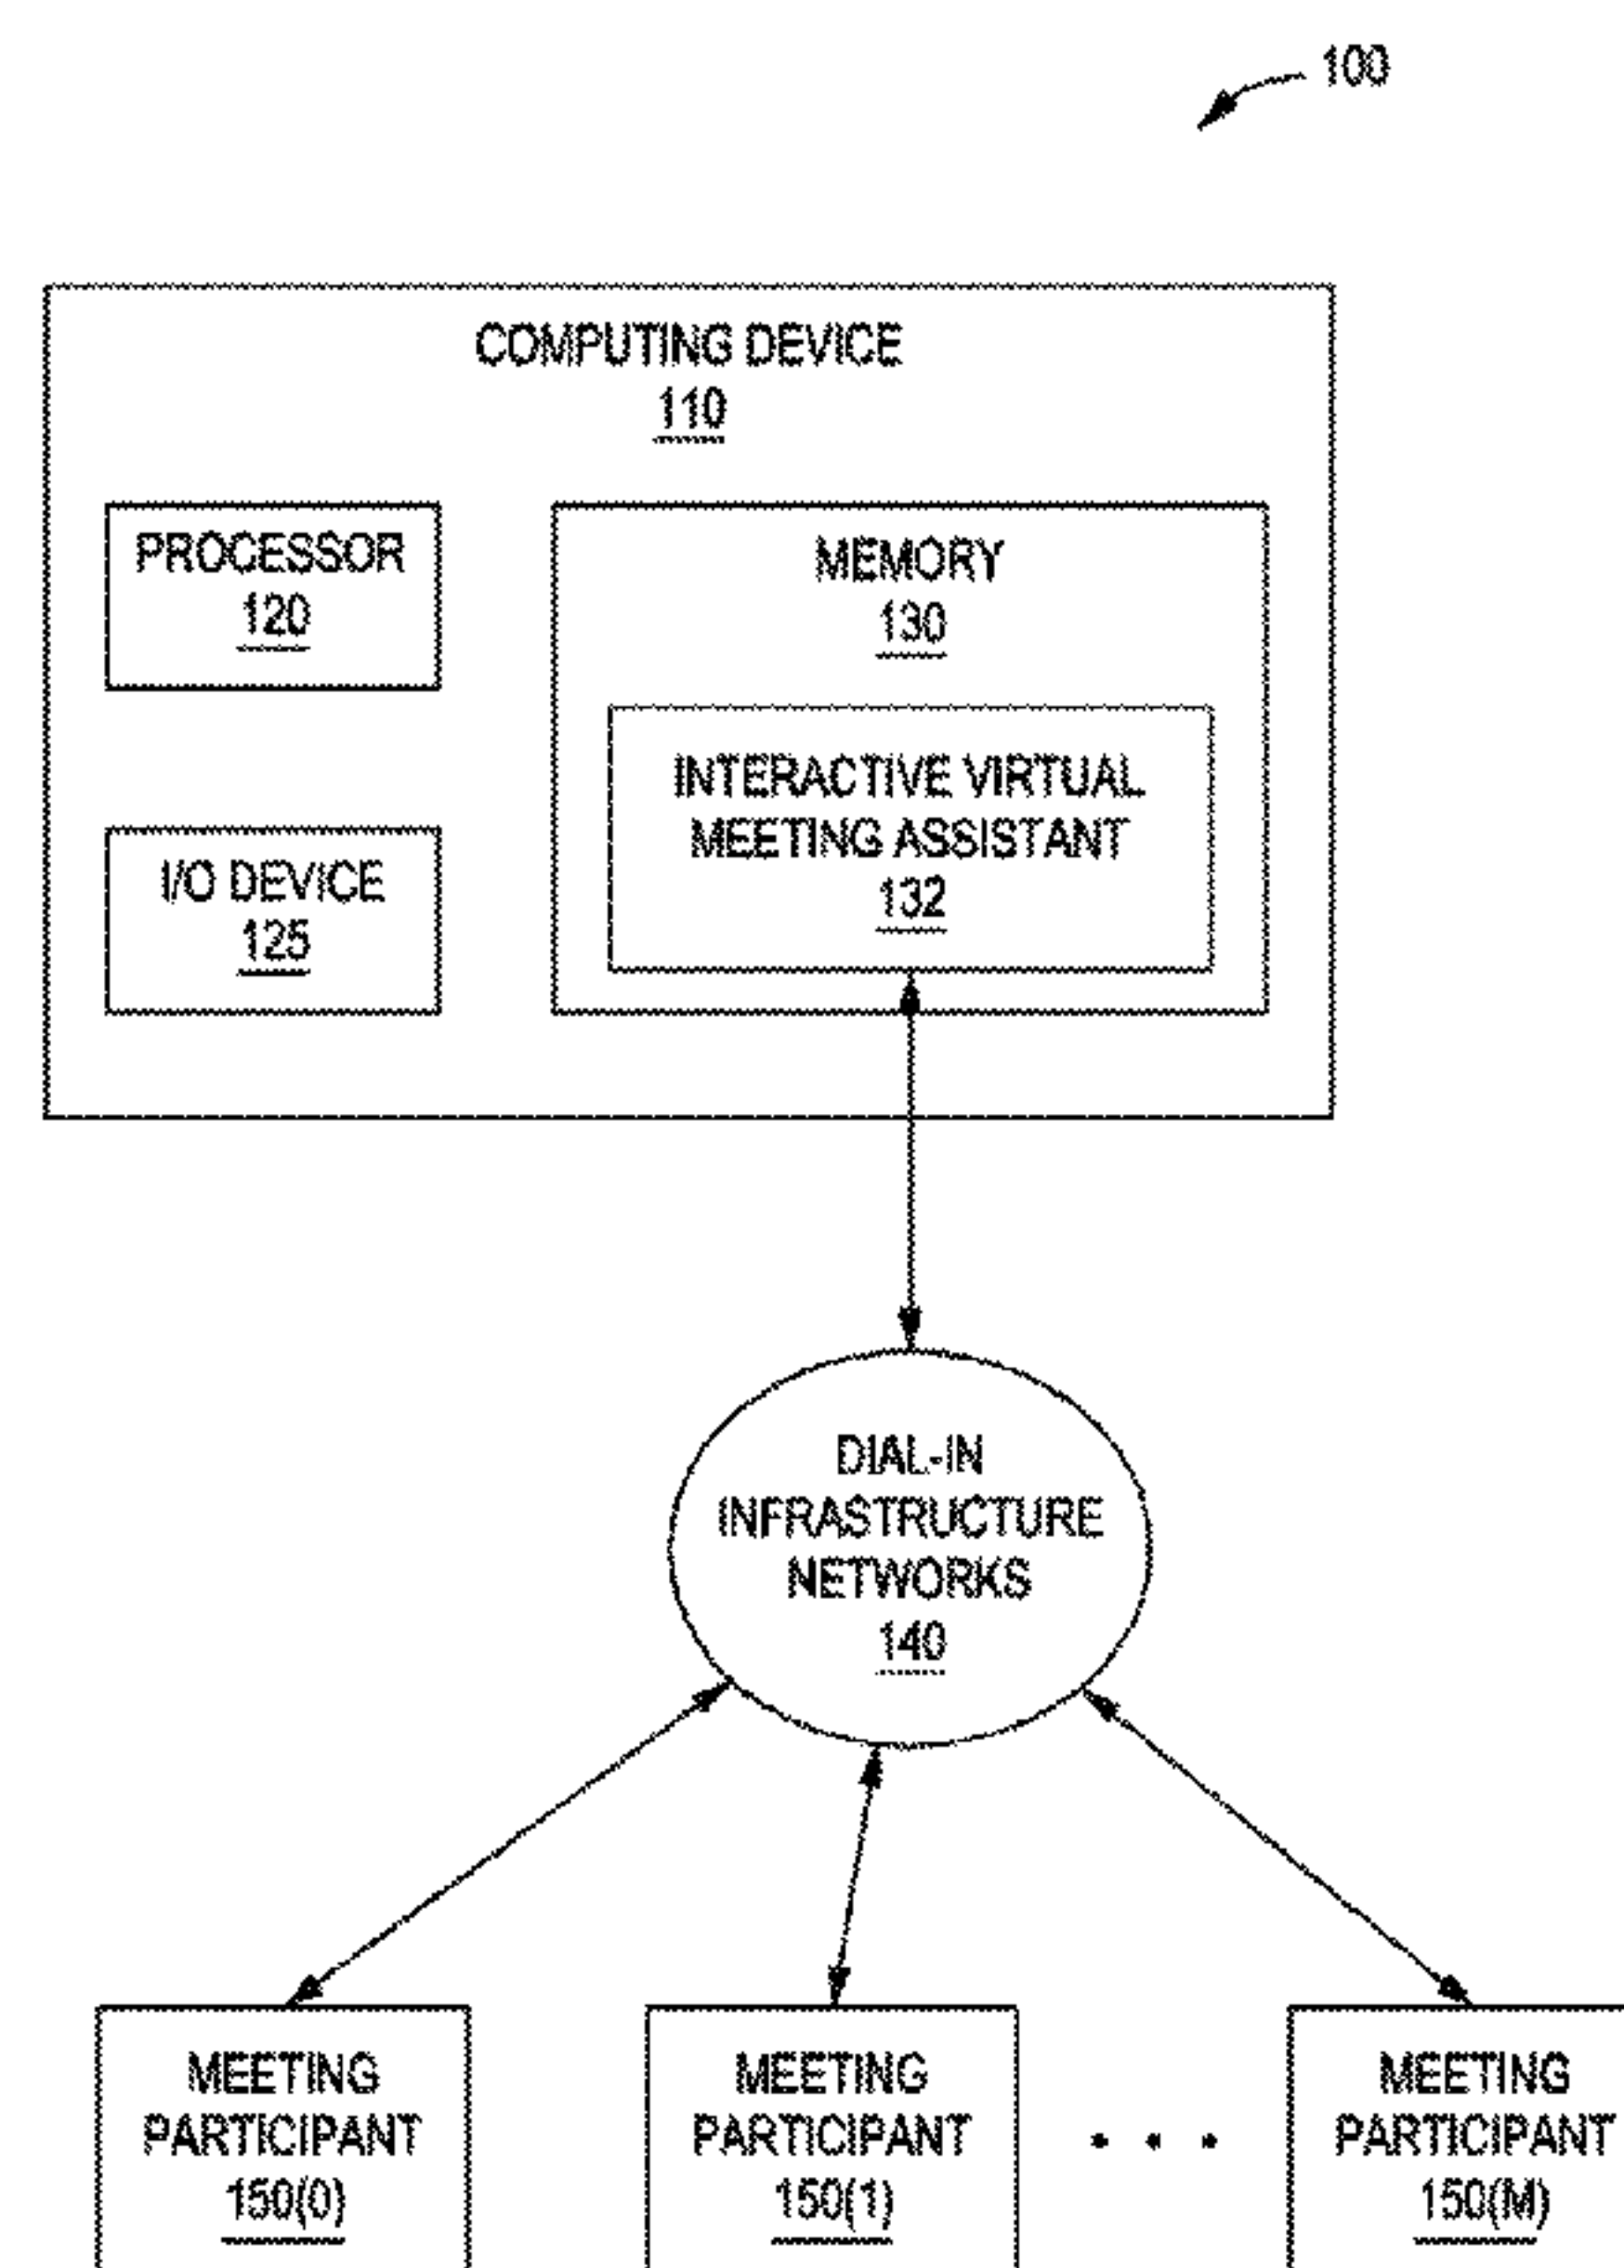 100
COMPUTING DEVICE
110
PROCESSOR
120
MEMORY
130
INTERACTIVE VIRTUAL
MEETING ASSISTANT
132
I/O DEVICE
125
DIAL-IN
INFRASTRUCTURE
NETWORKS
140
MEETING
PARTICIPANT
150(0)
MEETING
PARTICIPANT
150(1)
• • •
MEETING
PARTICIPANT
150(M)